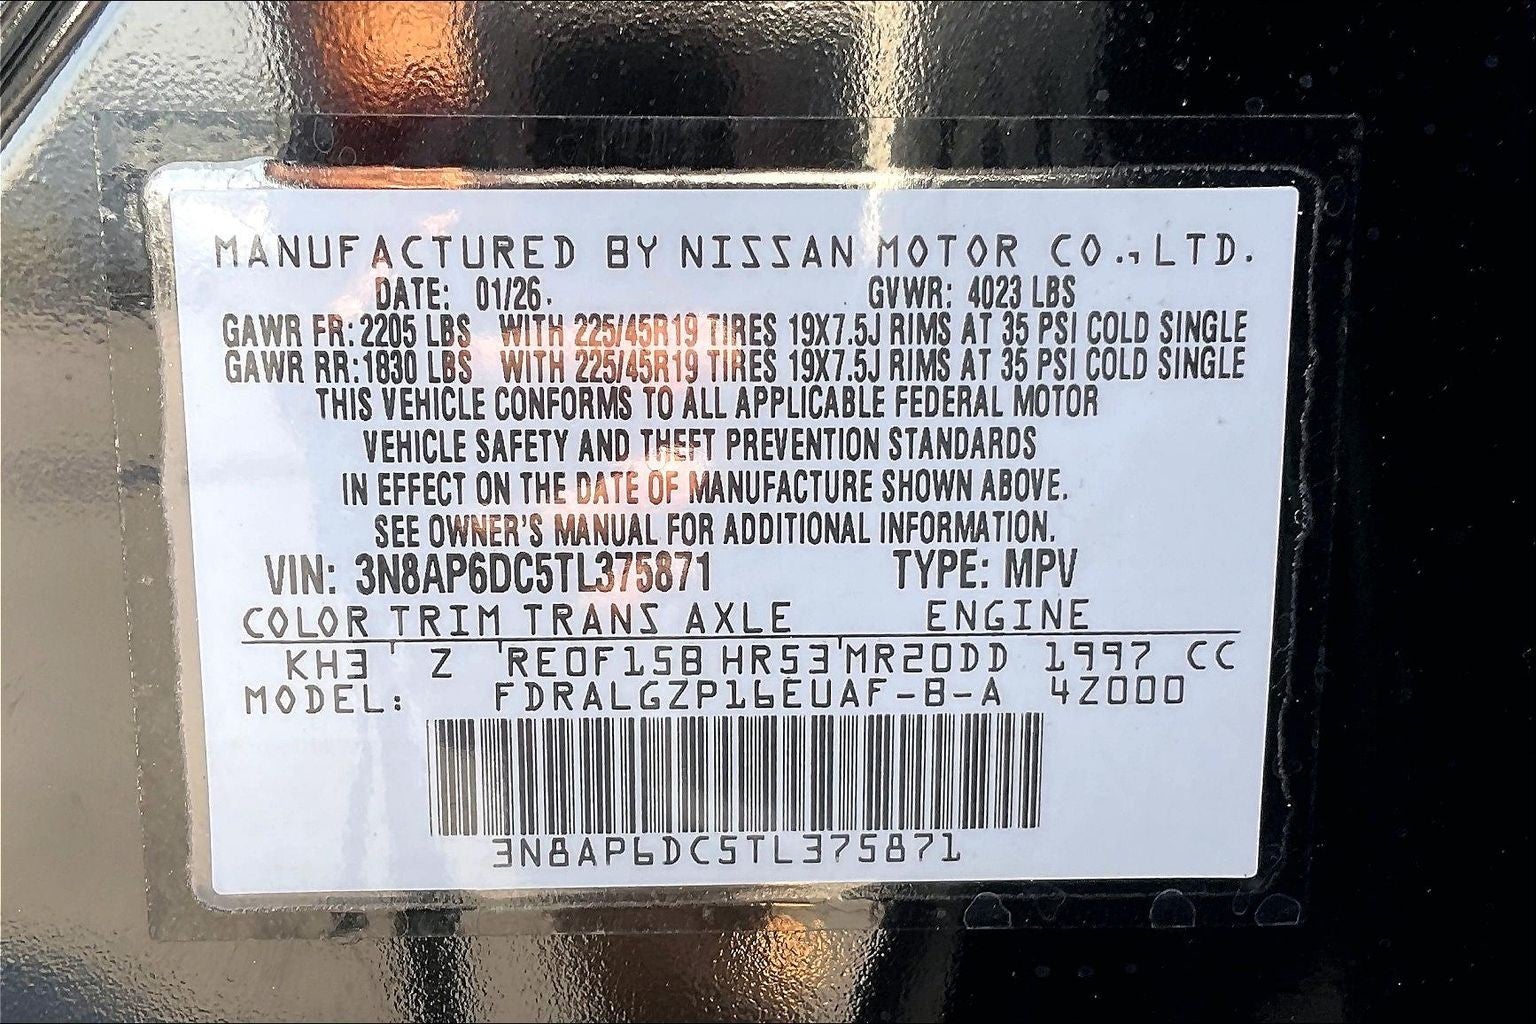 MANUFACTURED BY NISSAN MOTOR CO., LTD.
DATE: 01/26. GVWR: 4023 LBS
GAWR FR: 2205 LBS WITH 225/45R19 TIRES 19X7.5J RIMS AT 35 PSI COLD SINGLE
GAWR RR: 1830 LBS WITH 225/45R19 TIRES 19X7.5J RIMS AT 35 PSI COLD SINGLE
THIS VEHICLE CONFORMS TO ALL APPLICABLE FEDERAL MOTOR
VEHICLE SAFETY AND THEFT PREVENTION STANDARDS
IN EFFECT ON THE DATE OF MANUFACTURE SHOWN ABOVE.
SEE OWNER'S MANUAL FOR ADDITIONAL INFORMATION.
VIN: 3N8AP6DC5TL375871 TYPE: MPV
COLOR TRIM TRANS AXLE ENGINE
KH3 Z RE0F15B HR53 MR20DD 1997 CC
MODEL: FDRALGZP16EUAF-B-A 4Z000
3N8AP6DC5TL375871